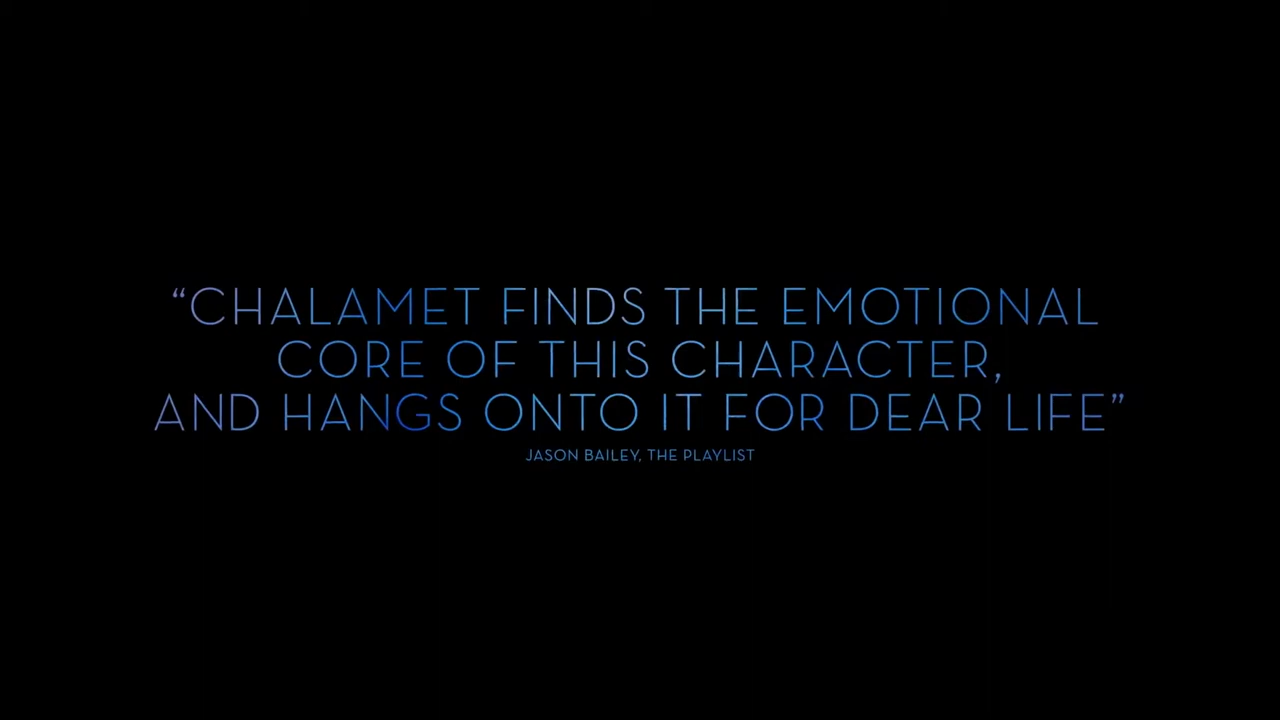 “CHALAMET FINDS THE EMOTIONAL
CORE OF THIS CHARACTER,
AND HANGS ONTO IT FOR DEAR LIFE”
JASON BAILEY, THE PLAYLIST